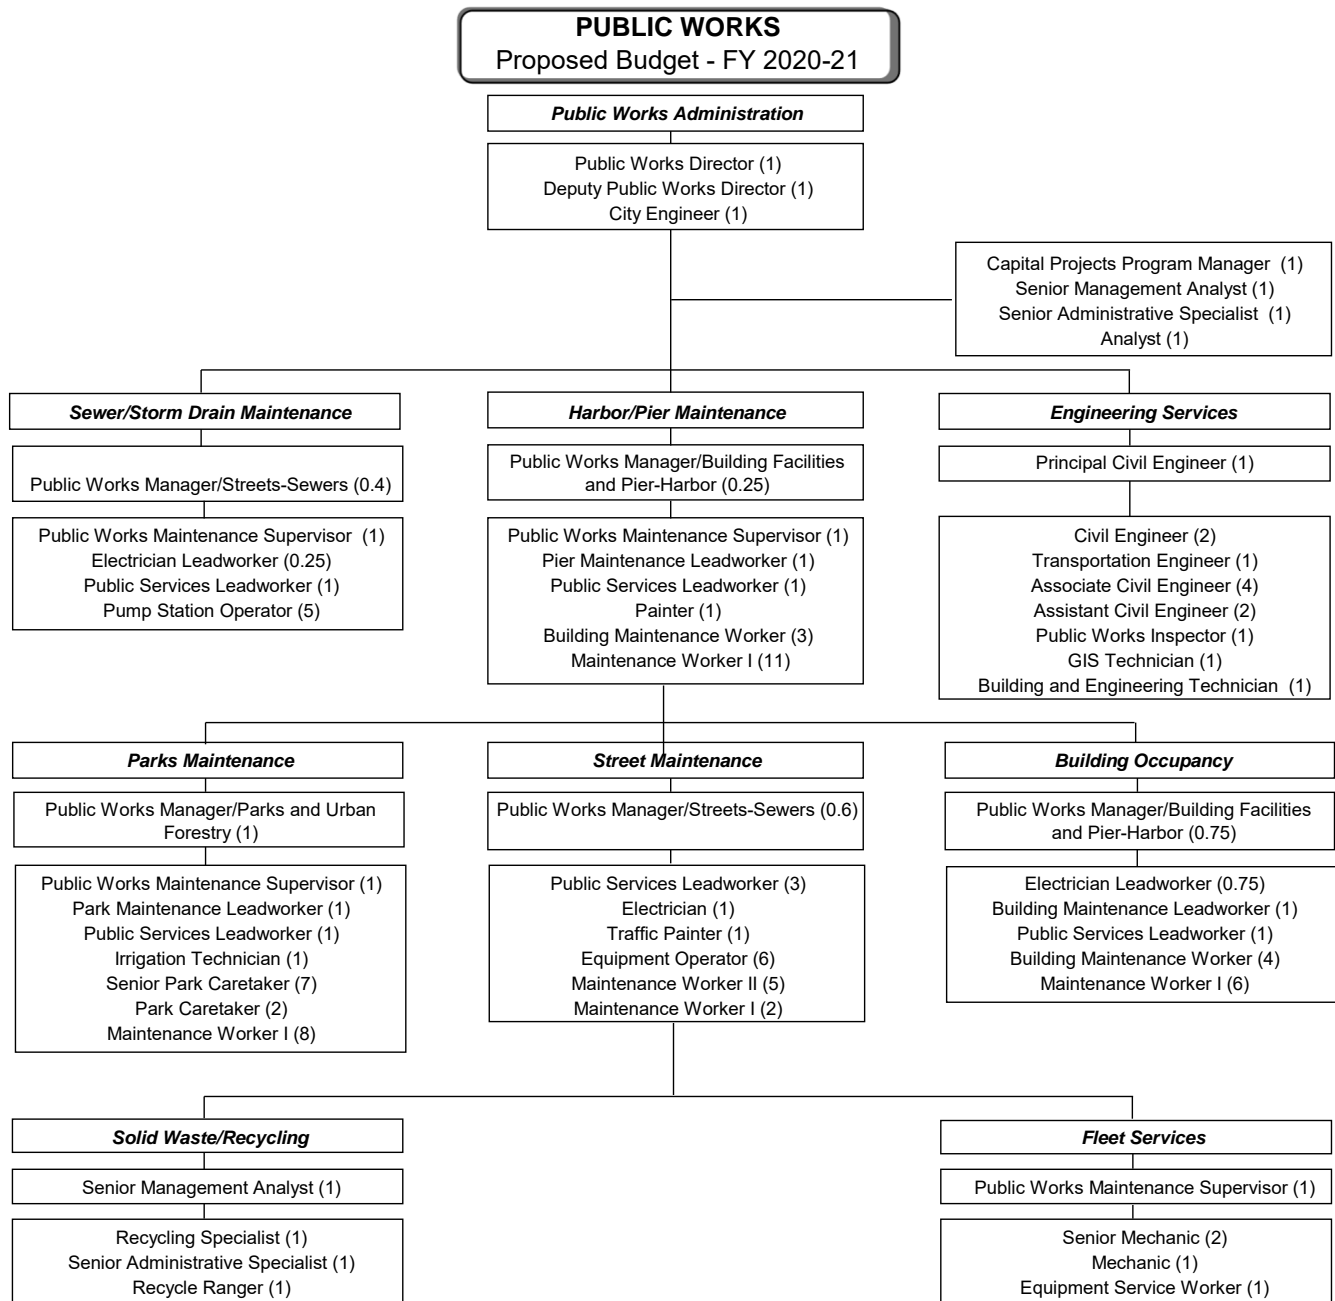 PUBLIC WORKS
Proposed Budget - FY 2020-21
Public Works Administration
Public Works Director (1)
Deputy Public Works Director (1)
City Engineer (1)
Capital Projects Program Manager (1)
Senior Management Analyst (1)
Senior Administrative Specialist (1)
Analyst (1)
Sewer/Storm Drain Maintenance
Public Works Manager/Streets-Sewers (0.4)
Public Works Maintenance Supervisor (1)
Electrician Leadworker (0.25)
Public Services Leadworker (1)
Pump Station Operator (5)
Harbor/Pier Maintenance
Public Works Manager/Building Facilities
and Pier-Harbor (0.25)
Public Works Maintenance Supervisor (1)
Pier Maintenance Leadworker (1)
Public Services Leadworker (1)
Painter (1)
Building Maintenance Worker (3)
Maintenance Worker I (11)
Engineering Services
Principal Civil Engineer (1)
Civil Engineer (2)
Transportation Engineer (1)
Associate Civil Engineer (4)
Assistant Civil Engineer (2)
Public Works Inspector (1)
GIS Technician (1)
Building and Engineering Technician (1)
Parks Maintenance
Public Works Manager/Parks and Urban
Forestry (1)
Public Works Maintenance Supervisor (1)
Park Maintenance Leadworker (1)
Public Services Leadworker (1)
Irrigation Technician (1)
Senior Park Caretaker (7)
Park Caretaker (2)
Maintenance Worker I (8)
Street Maintenance
Public Works Manager/Streets-Sewers (0.6)
Public Services Leadworker (3)
Electrician (1)
Traffic Painter (1)
Equipment Operator (6)
Maintenance Worker II (5)
Maintenance Worker I (2)
Building Occupancy
Public Works Manager/Building Facilities
and Pier-Harbor (0.75)
Electrician Leadworker (0.75)
Building Maintenance Leadworker (1)
Public Services Leadworker (1)
Building Maintenance Worker (4)
Maintenance Worker I (6)
Solid Waste/Recycling
Senior Management Analyst (1)
Recycling Specialist (1)
Senior Administrative Specialist (1)
Recycle Ranger (1)
Fleet Services
Public Works Maintenance Supervisor (1)
Senior Mechanic (2)
Mechanic (1)
Equipment Service Worker (1)